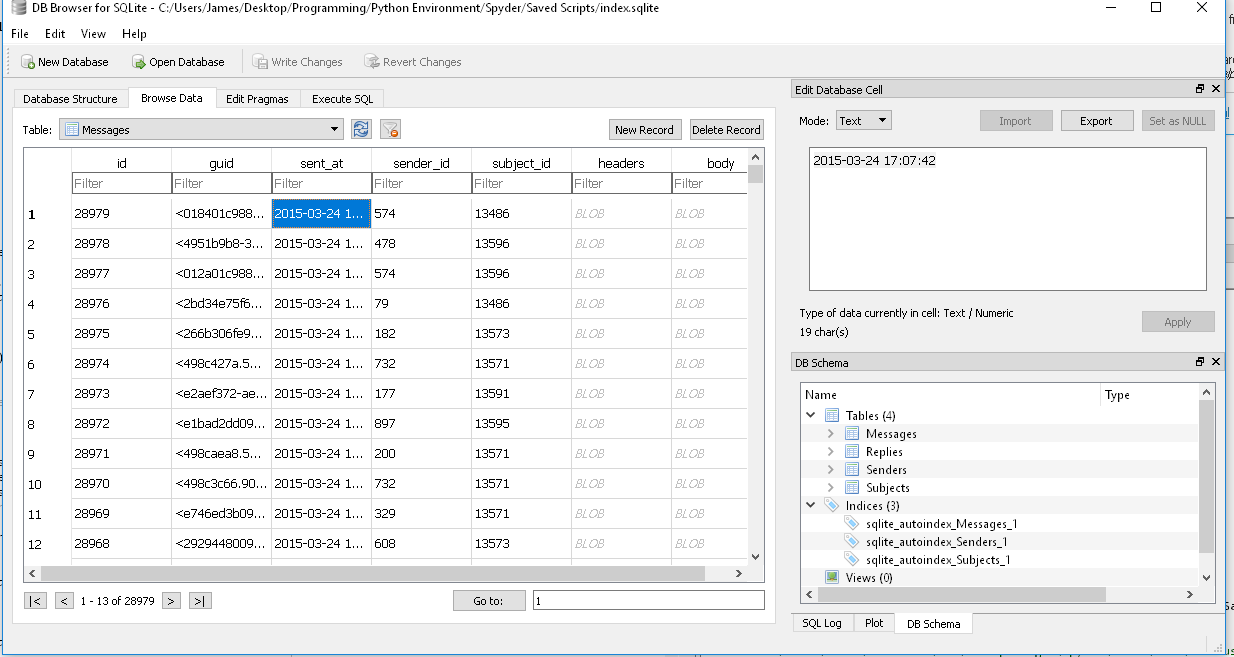 DB Browser for SQLite - C:/Users/James/Desktop/Programming/Python Environment/Spyder/Saved Scripts/index.sqlite
File Edit View Help
New Database Open Database Write Changes Revert Changes
Database Structure Browse Data Edit Pragmas Execute SQL
Table: Messages New Record Delete Record
id guid sent_at sender_id subject_id headers body
Filter Filter Filter Filter Filter Filter Filter
1 28979 <018401c988... 2015-03-24 1... 574 13486 BLOB BLOB
2 28978 <4951b9b8-3... 2015-03-24 1... 478 13596 BLOB BLOB
3 28977 <012a01c988... 2015-03-24 1... 574 13596 BLOB BLOB
4 28976 <2bd34e75f6... 2015-03-24 1... 79 13486 BLOB BLOB
5 28975 <266b306fe9... 2015-03-24 1... 182 13573 BLOB BLOB
6 28974 <498c427a.5... 2015-03-24 1... 732 13571 BLOB BLOB
7 28973 <e2aef372-ae... 2015-03-24 1... 177 13591 BLOB BLOB
8 28972 <e1bad2dd09... 2015-03-24 1... 897 13595 BLOB BLOB
9 28971 <498caea8.5... 2015-03-24 1... 200 13571 BLOB BLOB
10 28970 <498c3c66.90... 2015-03-24 1... 732 13571 BLOB BLOB
11 28969 <e746ed3b09... 2015-03-24 1... 329 13571 BLOB BLOB
12 28968 <2929448009... 2015-03-24 1... 608 13573 BLOB BLOB
|< < 1 - 13 of 28979 > >| Go to: 1
Edit Database Cell
Mode: Text Import Export Set as NULL
2015-03-24 17:07:42
Type of data currently in cell: Text / Numeric
19 char(s)
Apply
DB Schema
Name Type
Tables (4)
Messages
Replies
Senders
Subjects
Indices (3)
sqlite_autoindex_Messages_1
sqlite_autoindex_Senders_1
sqlite_autoindex_Subjects_1
Views (0)
SQL Log Plot DB Schema